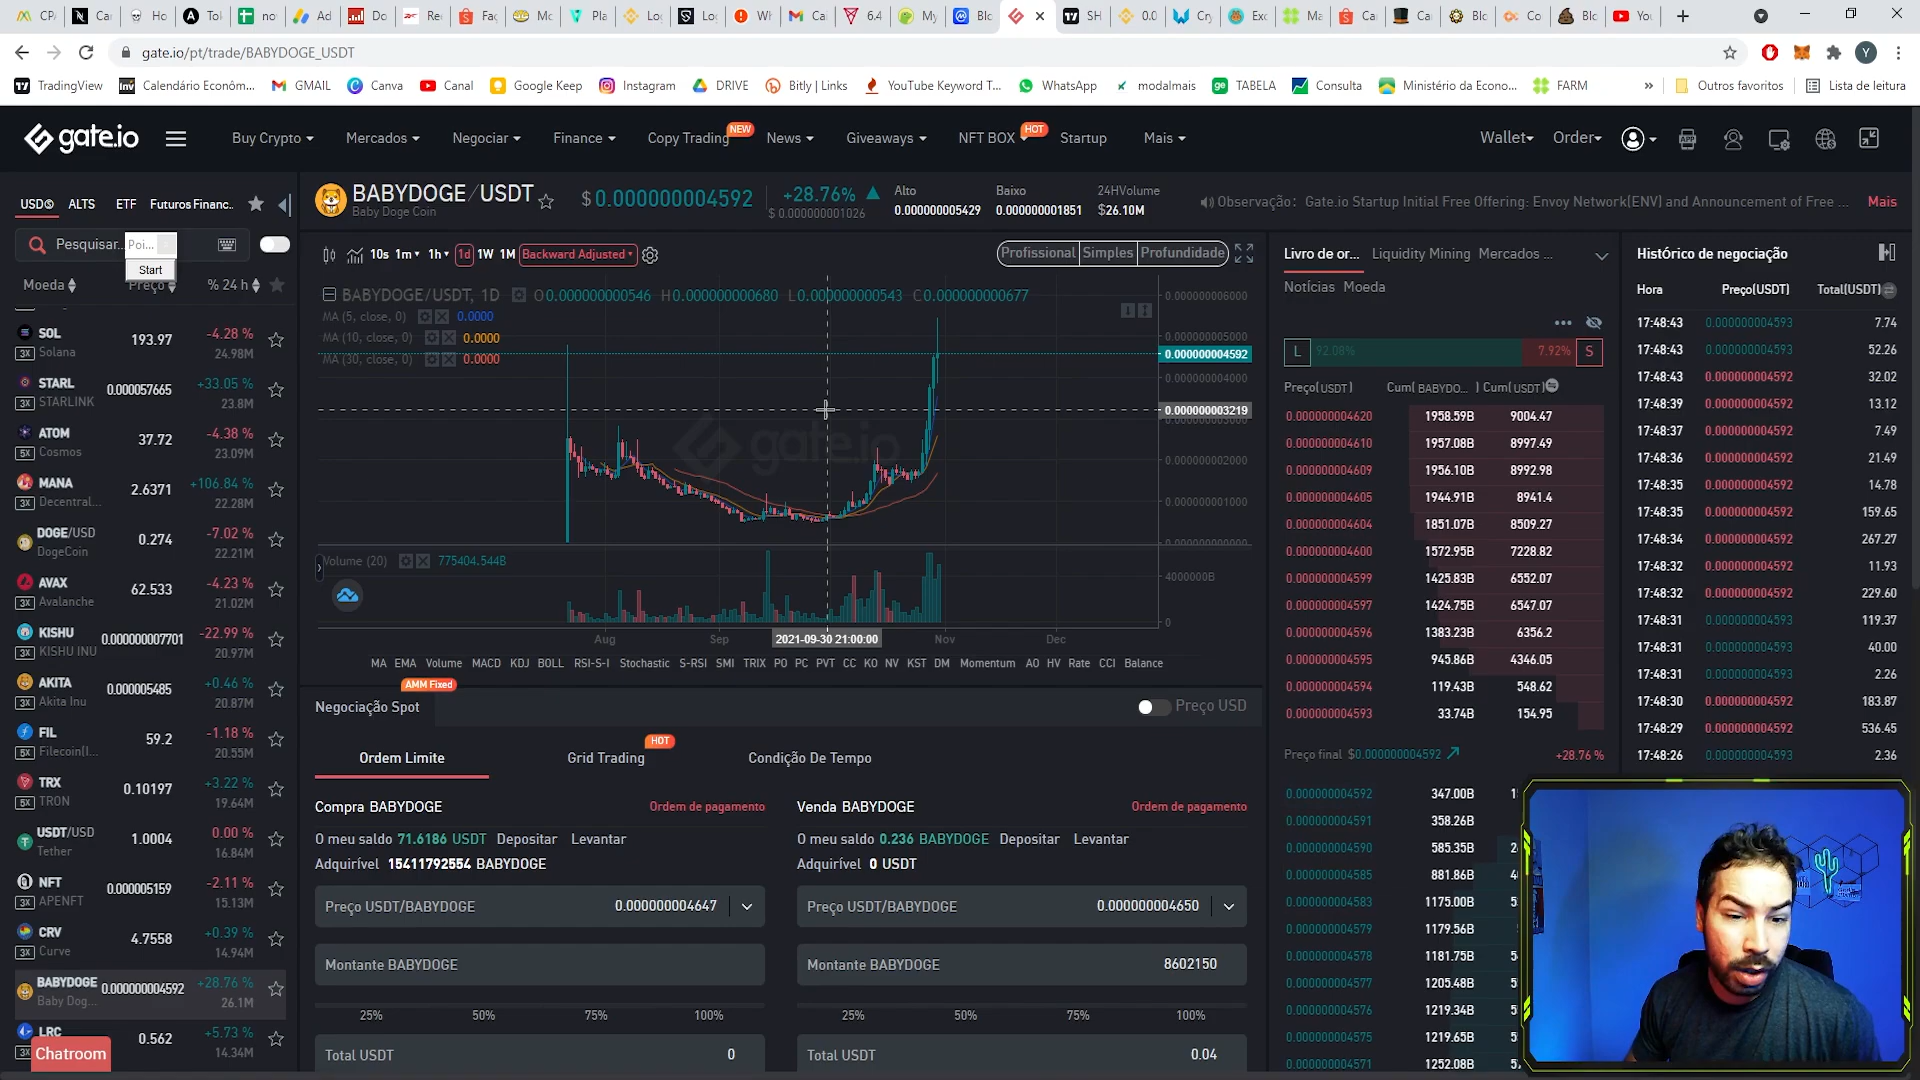 gate.io/pt/trade/BABYDOGE_USDT
TradingView Calendário Econôm... GMAIL Canva Canal Google Keep Instagram DRIVE Bitly | Links YouTube Keyword T... WhatsApp modalmais TABELA Consulta Ministério da Econo... FARM » Outros favoritos Lista de leitura
gate.io Buy Crypto Mercados Negociar Finance Copy Trading NEW News Giveaways NFT BOX HOT Startup Mais Wallet Order
USDⓈ ALTS ETF Futuros Financ..
Pesquisar... Poi...
Start
Moeda Preço % 24 h
SOL 193.97 -4.28 %
3X Solana 24.98M
STARL 0.000057665 +33.05 %
3X STARLINK 23.8M
ATOM 37.72 -4.38 %
5X Cosmos 23.09M
MANA 2.6371 +106.84 %
3X Decentral... 22.28M
DOGE/USD 0.274 -7.02 %
DogeCoin 22.21M
AVAX 62.533 -4.23 %
3X Avalanche 21.02M
KISHU 0.000000007701 -22.99 %
3X KISHU INU 20.97M
AKITA 0.000005485 +0.46 %
3X Akita Inu 20.87M
FIL 59.2 -1.18 %
5X Filecoin(I... 20.55M
TRX 0.10197 +3.22 %
5X TRON 19.64M
USDT/USD 1.0004 0.00 %
Tether 16.84M
NFT 0.000005159 -2.11 %
3X APENFT 15.13M
CRV 4.7558 +0.39 %
3X Curve 14.94M
BABYDOGE 0.000000004592 +28.76 %
Baby Dog... 26.1M
LRC 0.562 +5.73 %
3X 14.34M
Chatroom
BABYDOGE/USDT
Baby Doge Coin
$0.000000004592
+28.76%
$ 0.000000001026
Alto
0.000000005429
Baixo
0.000000001851
24HVolume
$26.10M
Observação: Gate.io Startup Initial Free Offering: Envoy Network(ENV) and Announcement of Free ... Mais
10s 1m 1h 1d 1W 1M Backward Adjusted
Profissional Simples Profundidade
BABYDOGE/USDT, 1D O0.000000000546 H0.000000000680 L0.000000000543 C0.000000000677
MA (5, close, 0) 0.0000
MA (10, close, 0) 0.0000
MA (30, close, 0) 0.0000
gate.io
0.000000006000
0.000000005000
0.000000004592
0.000000004000
0.000000003219
0.000000002000
0.000000001000
Volume (20) 775404.544B
4000000B
0
Aug Sep 2021-09-30 21:00:00 Nov Dec
MA EMA Volume MACD KDJ BOLL RSI-S-I Stochastic S-RSI SMI TRIX PO PC PVT CC KO NV KST DM Momentum AO HV Rate CCI Balance
AMM Fixed
Negociação Spot Preço USD
Ordem Limite Grid Trading HOT Condição De Tempo
Compra BABYDOGE Ordem de pagamento
O meu saldo 71.6186 USDT Depositar Levantar
Adquirível 15411792554 BABYDOGE
Preço USDT/BABYDOGE 0.000000004647
Montante BABYDOGE
25% 50% 75% 100%
Total USDT 0
Venda BABYDOGE Ordem de pagamento
O meu saldo 0.236 BABYDOGE Depositar Levantar
Adquirível 0 USDT
Preço USDT/BABYDOGE 0.000000004650
Montante BABYDOGE 8602150
25% 50% 75% 100%
Total USDT 0.04
Livro de or... Liquidity Mining Mercados ...
Notícias Moeda
L 92.08% 7.92% S
Preço(USDT) Cum(BABYDO... ) Cum(USDT)
0.000000004620 1958.59B 9004.47
0.000000004610 1957.08B 8997.49
0.000000004609 1956.10B 8992.98
0.000000004605 1944.91B 8941.4
0.000000004604 1851.07B 8509.27
0.000000004600 1572.95B 7228.82
0.000000004599 1425.83B 6552.07
0.000000004597 1424.75B 6547.07
0.000000004596 1383.23B 6356.2
0.000000004595 945.86B 4346.05
0.000000004594 119.43B 548.62
0.000000004593 33.74B 154.95
Preço final $0.000000004592 +28.76 %
0.000000004592 347.00B
0.000000004591 358.26B
0.000000004590 585.35B
0.000000004585 881.86B
0.000000004583 1175.00B
0.000000004579 1179.56B
0.000000004578 1181.75B
0.000000004577 1205.48B
0.000000004576 1219.34B
0.000000004575 1219.65B
0.000000004571 1252.08B
Histórico de negociação
Hora Preço(USDT) Total(USDT)
17:48:43 0.000000004593 7.74
17:48:43 0.000000004593 52.26
17:48:43 0.000000004592 32.02
17:48:39 0.000000004592 13.12
17:48:37 0.000000004592 7.49
17:48:36 0.000000004592 21.49
17:48:35 0.000000004592 14.78
17:48:35 0.000000004592 159.65
17:48:34 0.000000004592 267.27
17:48:32 0.000000004592 11.93
17:48:32 0.000000004592 229.60
17:48:31 0.000000004593 119.37
17:48:31 0.000000004593 40.00
17:48:31 0.000000004593 2.26
17:48:30 0.000000004592 183.87
17:48:29 0.000000004592 536.45
17:48:26 0.000000004593 2.36